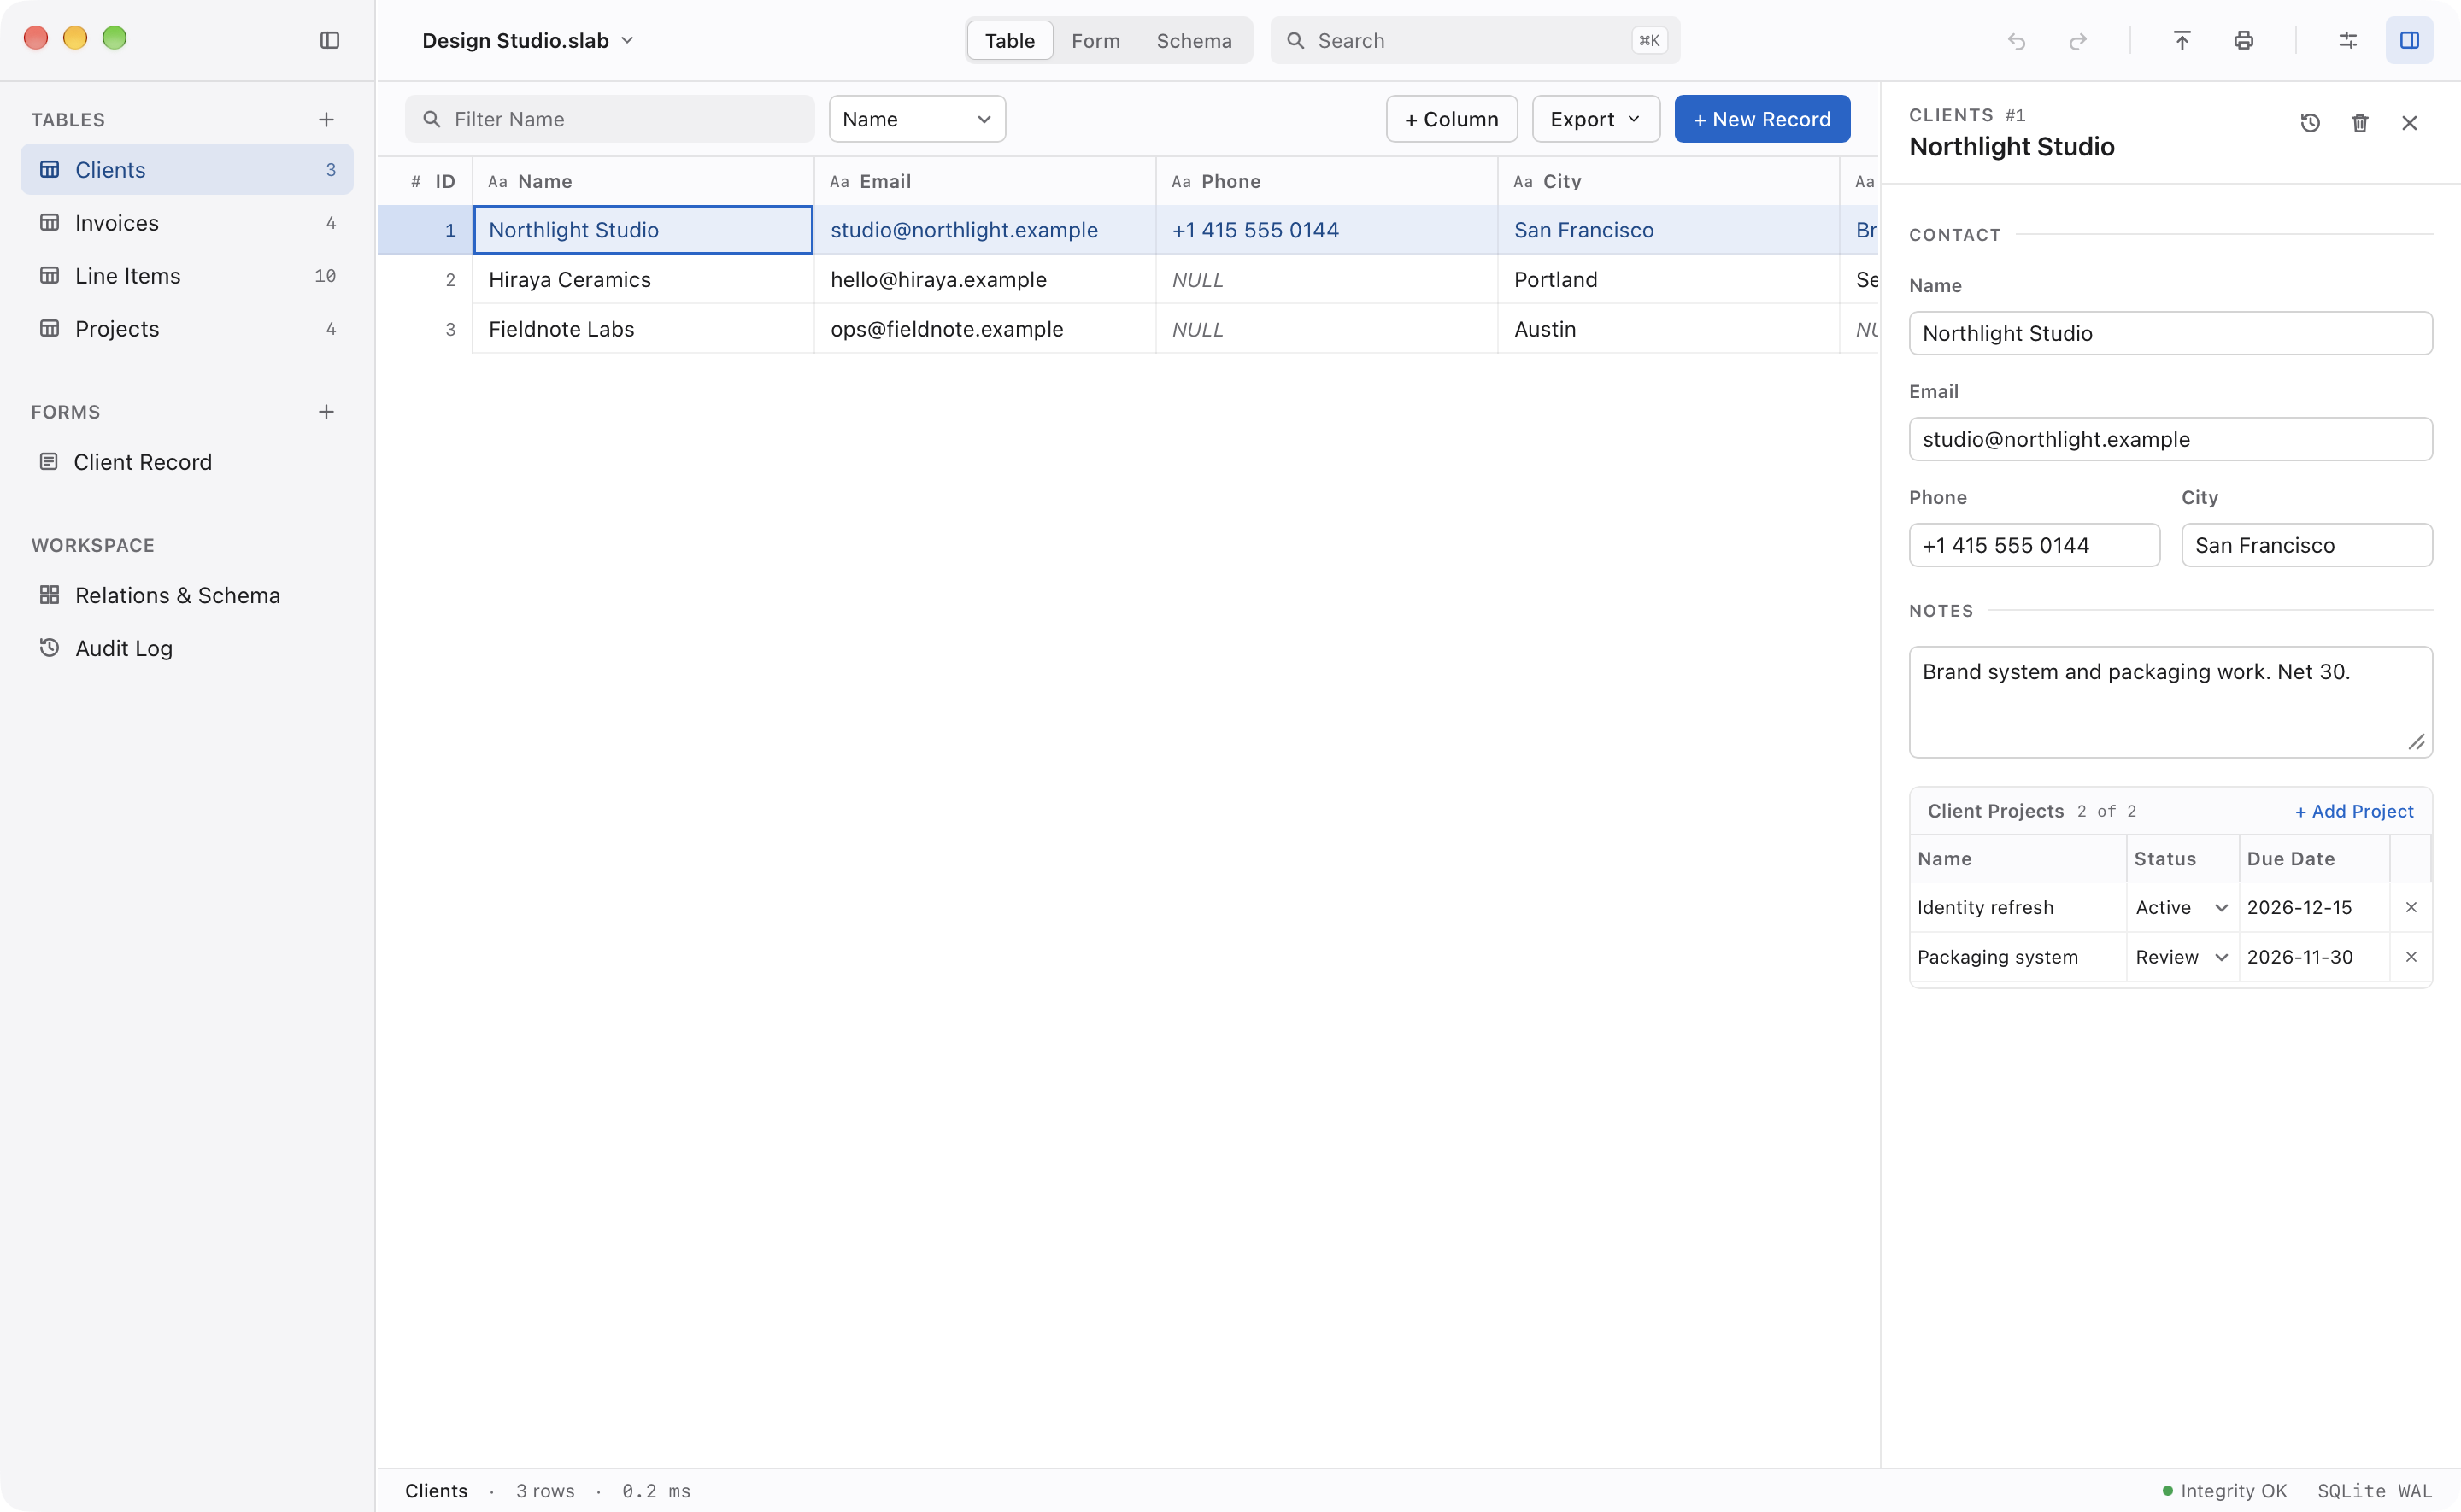 Design Studio.slab
Table Form Schema
Search ⌘K
TABLES
Clients 3
Invoices 4
Line Items 10
Projects 4
FORMS
Client Record
WORKSPACE
Relations & Schema
Audit Log
Filter Name
Name
+ Column
Export
+ New Record
# ID Aa Name Aa Email Aa Phone Aa City Aa
1 Northlight Studio studio@northlight.example +1 415 555 0144 San Francisco Br
2 Hiraya Ceramics hello@hiraya.example NULL Portland Se
3 Fieldnote Labs ops@fieldnote.example NULL Austin NU
CLIENTS #1
Northlight Studio
CONTACT
Name
Northlight Studio
Email
studio@northlight.example
Phone City
+1 415 555 0144 San Francisco
NOTES
Brand system and packaging work. Net 30.
Client Projects 2 of 2 + Add Project
Name Status Due Date
Identity refresh Active 2026-12-15
Packaging system Review 2026-11-30
Clients · 3 rows · 0.2 ms
Integrity OK SQLite WAL